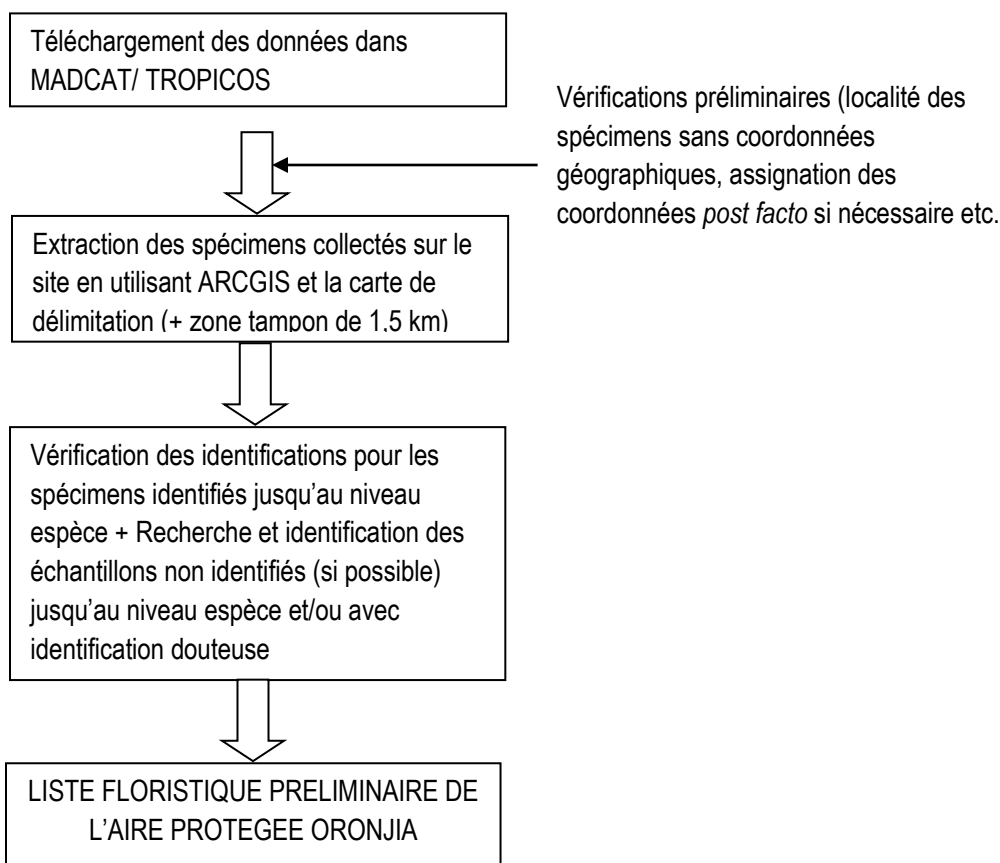 Téléchargement des données dans
MADCAT/ TROPICOS
Vérifications préliminaires (localité des
spécimens sans coordonnées
géographiques, assignation des
coordonnées post facto si nécessaire etc.
Extraction des spécimens collectés sur le
site en utilisant ARCGIS et la carte de
délimitation (+ zone tampon de 1,5 km)
Vérification des identifications pour les
spécimens identifiés jusqu’au niveau
espèce + Recherche et identification des
échantillons non identifiés (si possible)
jusqu’au niveau espèce et/ou avec
identification douteuse
LISTE FLORISTIQUE PRELIMINAIRE DE
L’AIRE PROTEGEE ORONJIA